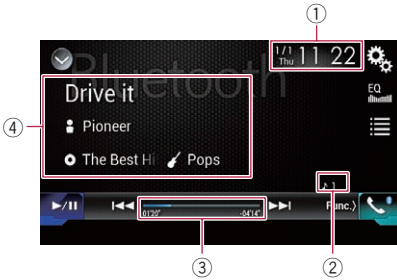 ①
Bluetooth
1/1 Thu 11 22
EQ
④
Drive it
Pioneer
The Best Hi Pops
1
01'20" -04'14" Func.
③ ②